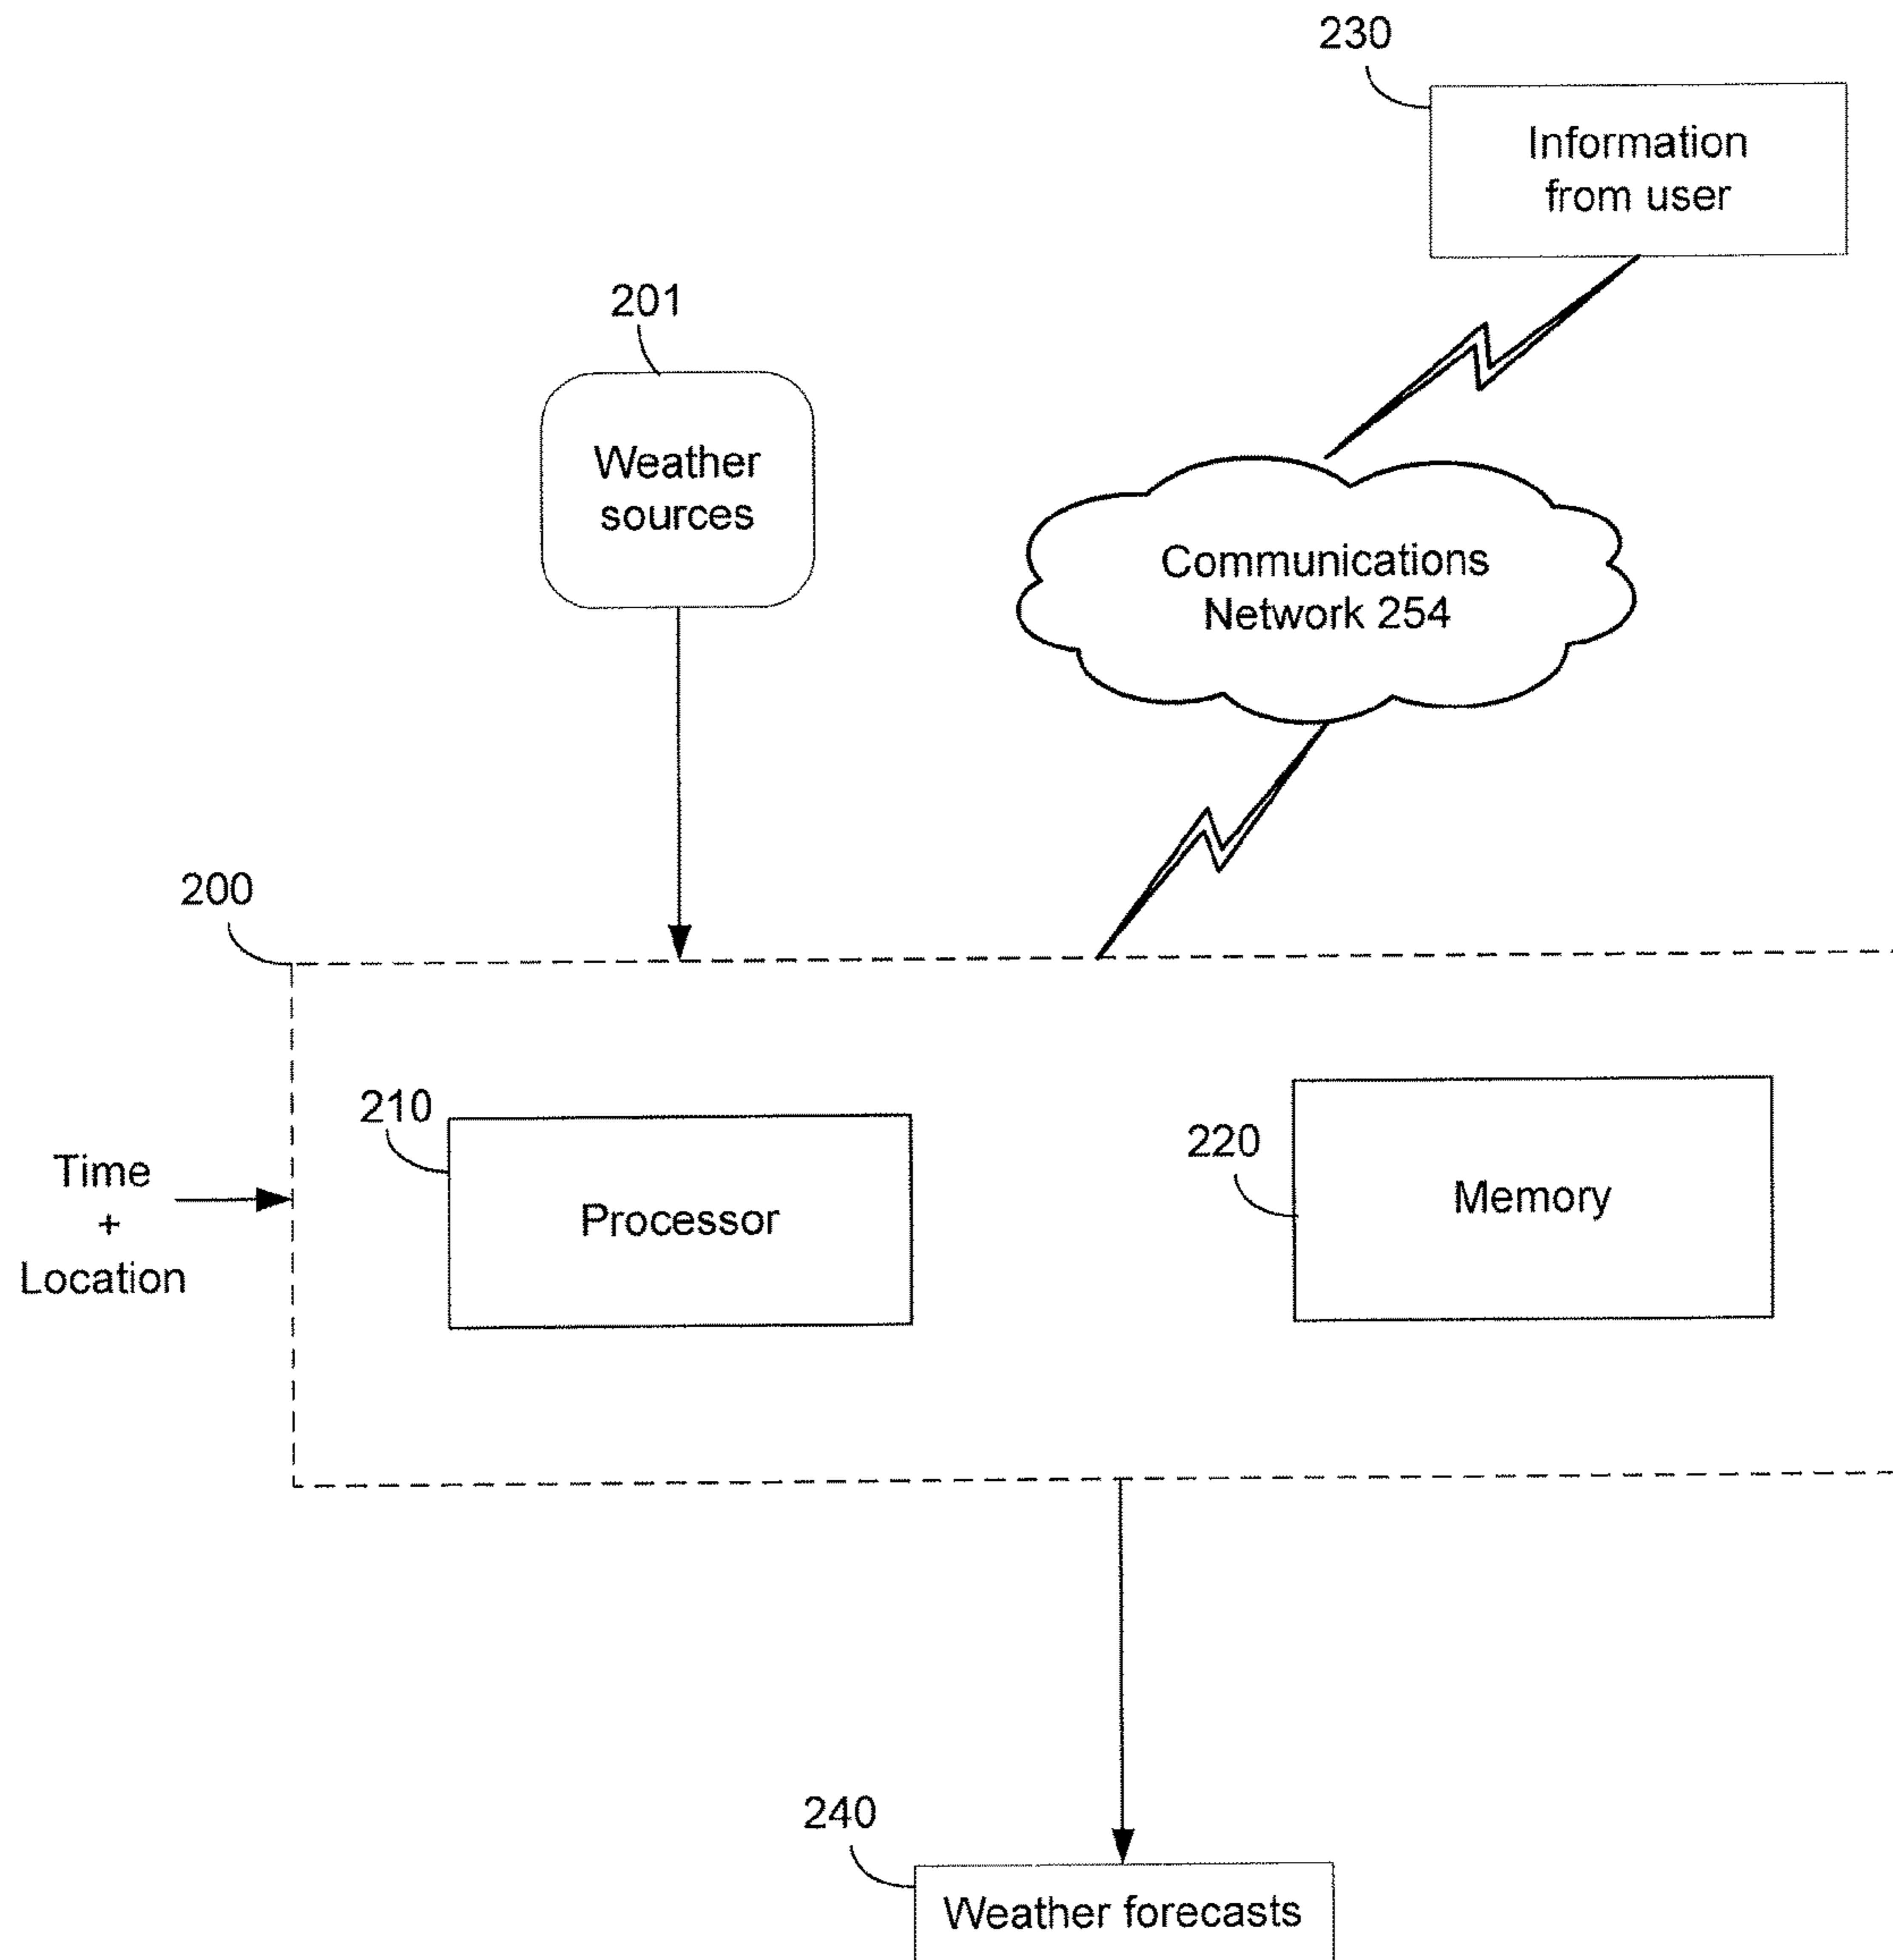 230
Information
from user
201
Weather
sources
Communications
Network 254
200
210
Processor
220
Memory
Time
+
Location
240
Weather forecasts